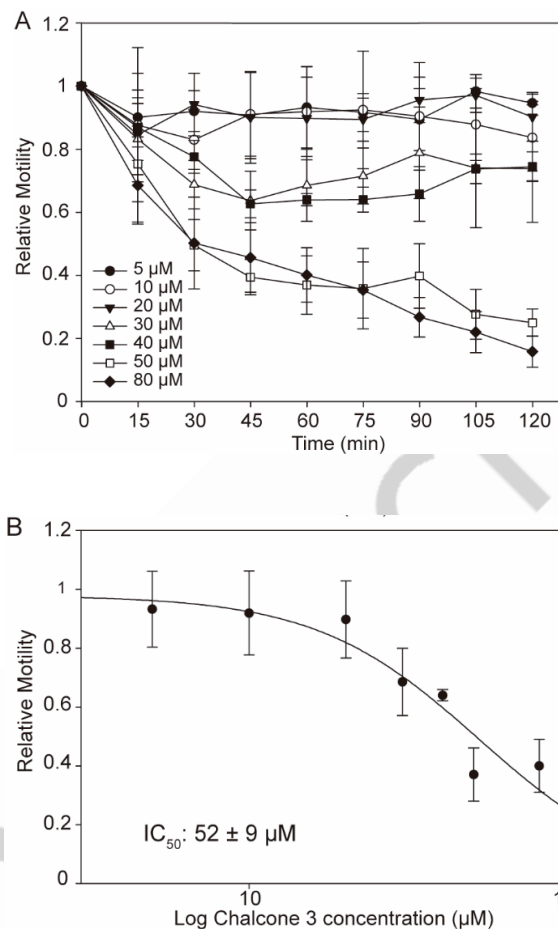 A
1.2
1
0.8
0.6
0.4
0.2
0
Relative Motility
5 µM
10 µM
20 µM
30 µM
40 µM
50 µM
80 µM
0 15 30 45 60 75 90 105 120
Time (min)
B
1.2
1
0.8
0.6
0.4
0.2
0
Relative Motility
IC50: 52 ± 9 µM
10 1
Log Chalcone 3 concentration (µM)